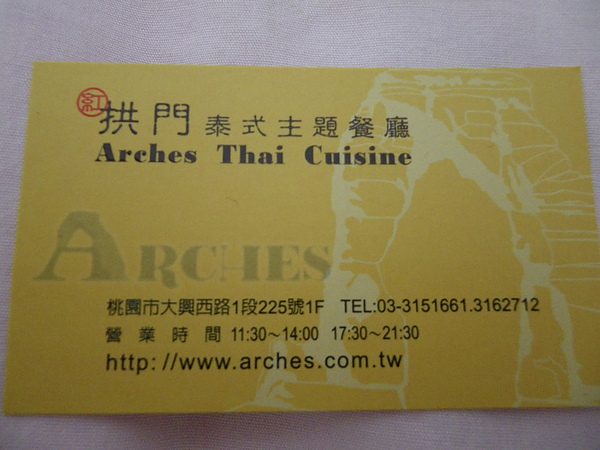 紅拱門 泰式主題餐廳
Arches Thai Cuisine
ARCHES
桃園市大興西路1段225號1F TEL:03-3151661.3162712
營業時間 11:30~14:00 17:30~21:30
http://www.arches.com.tw